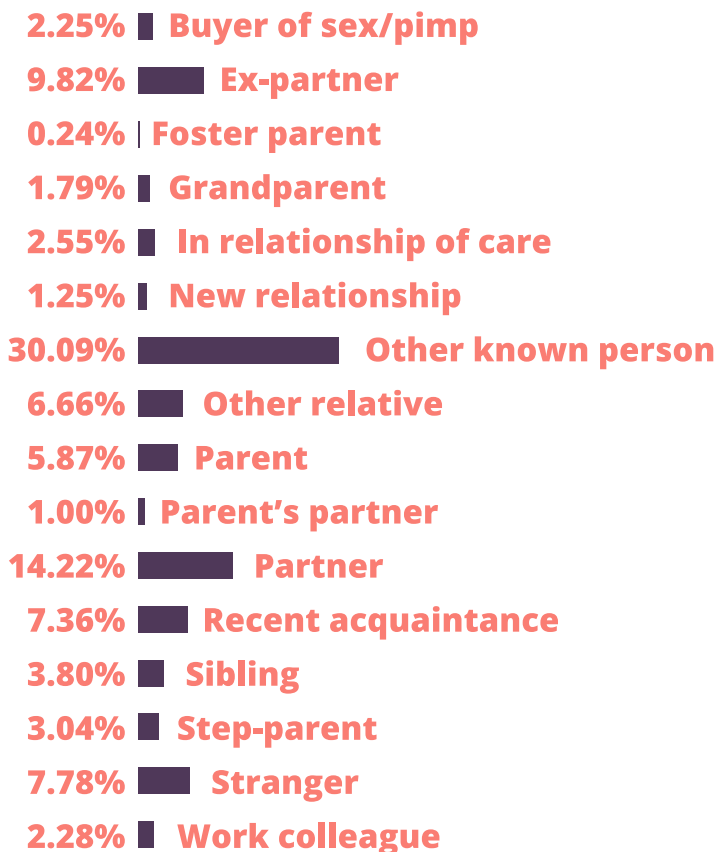 2.25% Buyer of sex/pimp
9.82% Ex-partner
0.24% Foster parent
1.79% Grandparent
2.55% In relationship of care
1.25% New relationship
30.09% Other known person
6.66% Other relative
5.87% Parent
1.00% Parent’s partner
14.22% Partner
7.36% Recent acquaintance
3.80% Sibling
3.04% Step-parent
7.78% Stranger
2.28% Work colleague